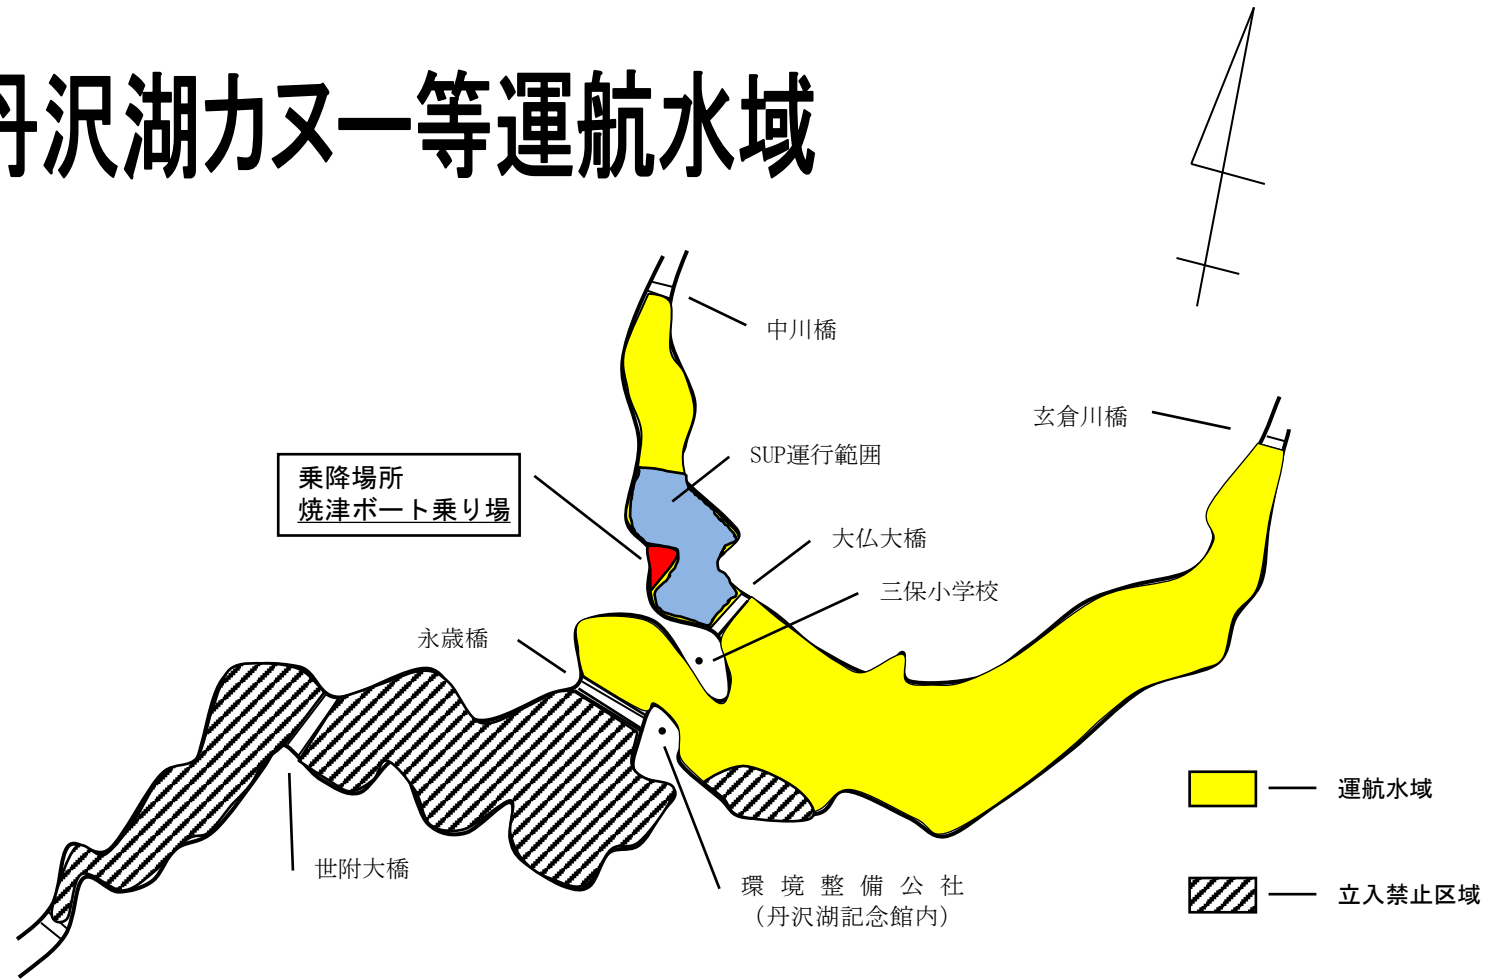 丹沢湖カヌー等運航水域
中川橋
玄倉川橋
SUP運行範囲
乗降場所
焼津ボート乗り場
大仏大橋
三保小学校
永歳橋
運航水域
世附大橋
環境整備公社
（丹沢湖記念館内）
立入禁止区域